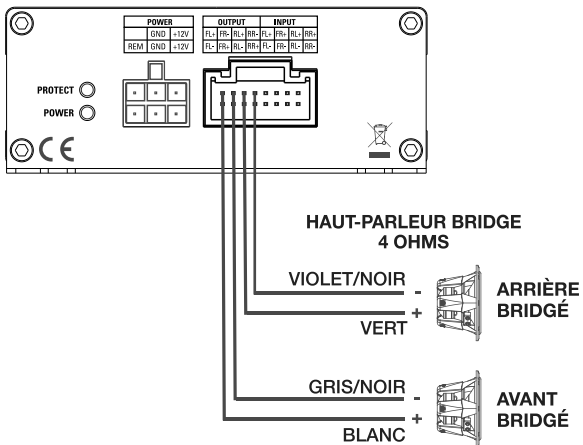 POWER OUTPUT INPUT
GND +12V FL+ FR- RL+ RR- FL+ FR+ RL+ RR+
REM GND +12V FL- FR+ RL- RR+ FL- FR- RL- RR-
PROTECT
POWER
CE
HAUT-PARLEUR BRIDGE
4 OHMS
VIOLET/NOIR -
ARRIÈRE
BRIDGÉ
+
VERT
GRIS/NOIR -
AVANT
BRIDGÉ
+
BLANC